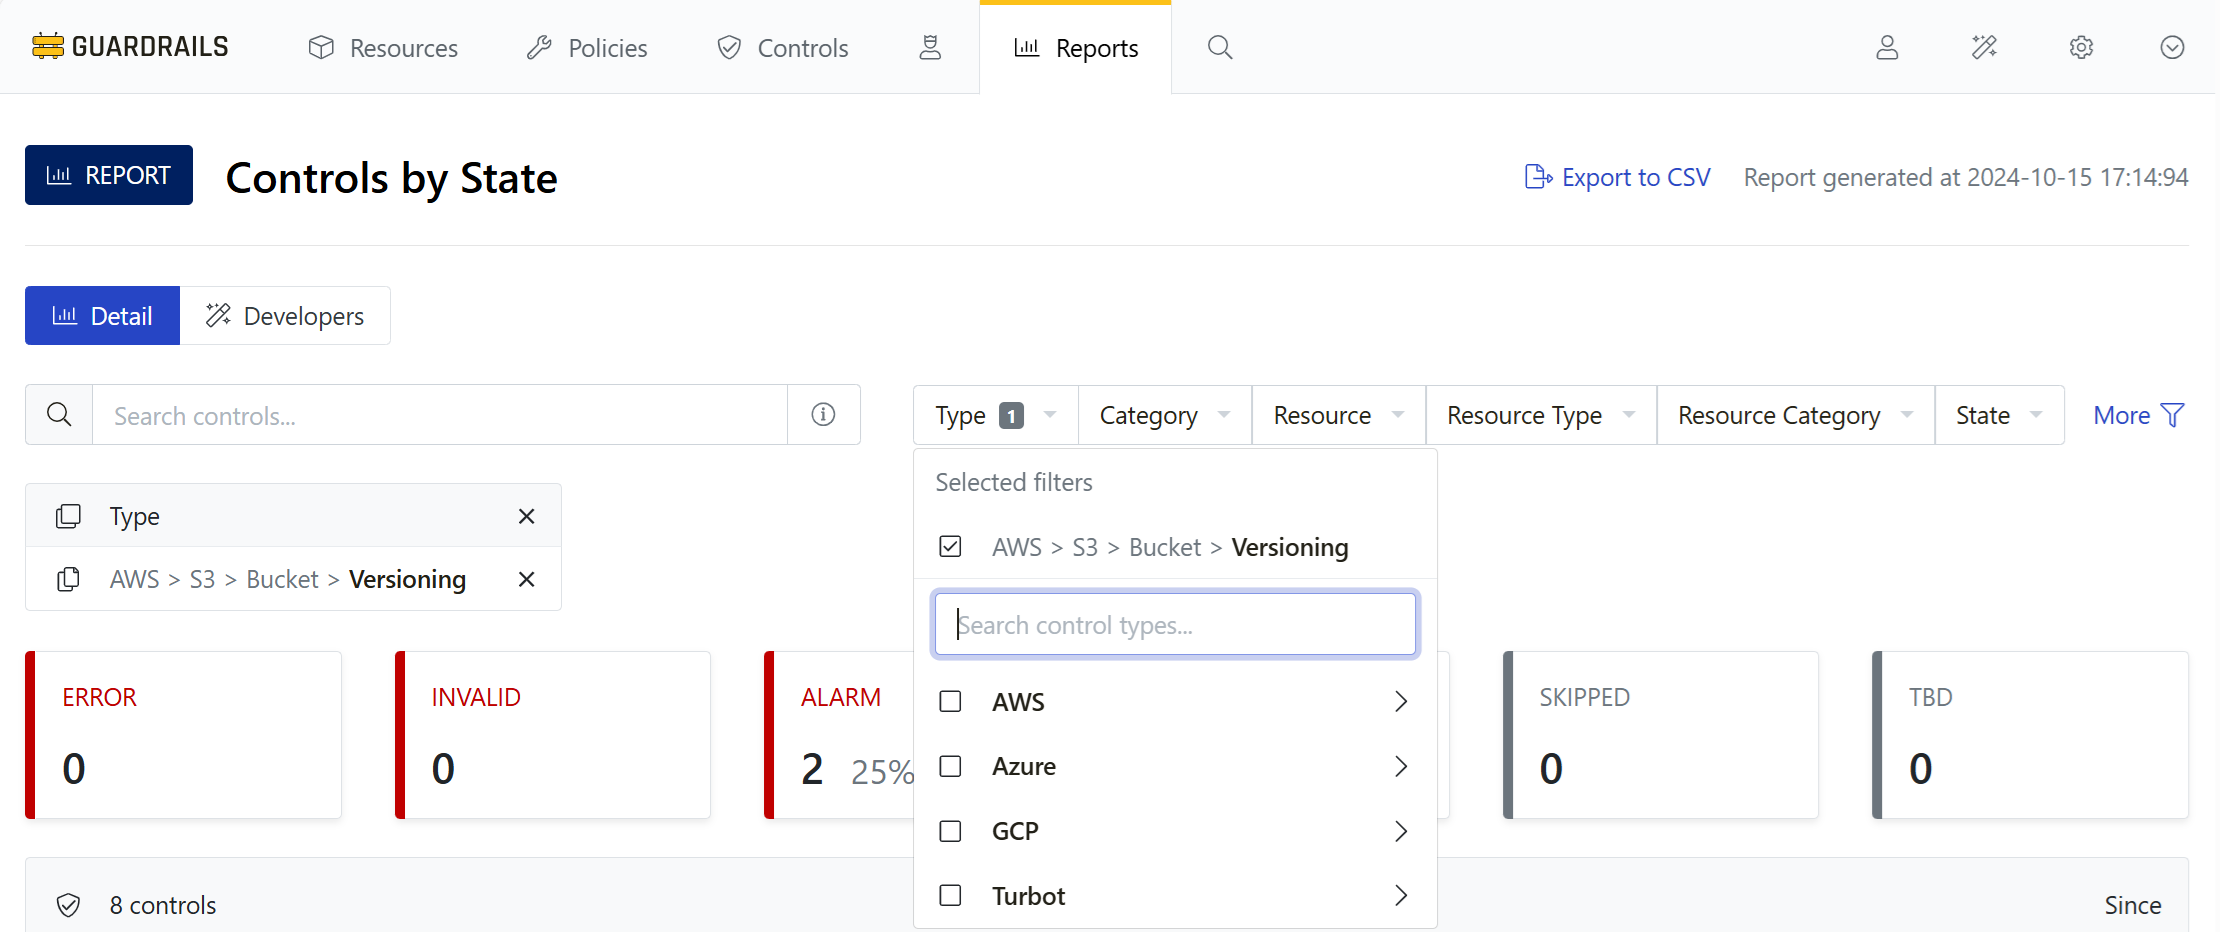 GUARDRAILS Resources Policies Controls Reports
REPORT Controls by State Export to CSV Report generated at 2024-10-15 17:14:94
Detail Developers
Search controls... Type 1 Category Resource Resource Type Resource Category State More
Type
AWS > S3 > Bucket > Versioning
Selected filters
AWS > S3 > Bucket > Versioning
Search control types...
AWS
Azure
GCP
Turbot
ERROR INVALID ALARM SKIPPED TBD
0 0 2 25% 0 0
8 controls Since